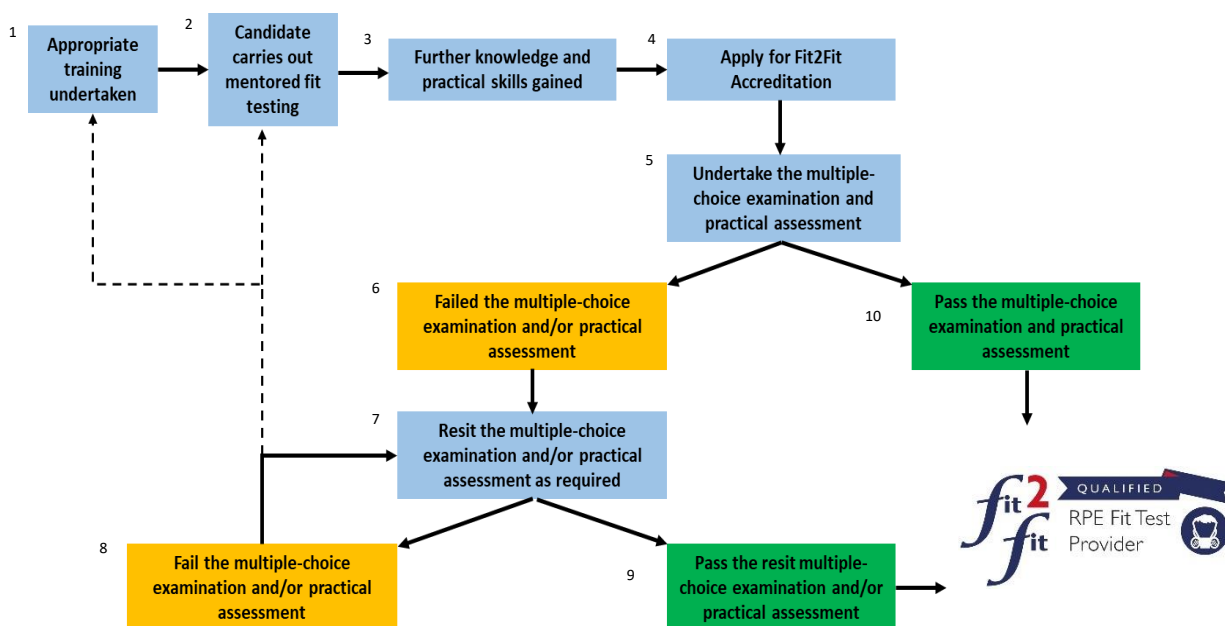 1
Appropriate
training
undertaken
2
Candidate
carries out
mentored fit
testing
3
Further knowledge and
practical skills gained
4
Apply for Fit2Fit
Accreditation
5
Undertake the multiple-
choice examination and
practical assessment
6
Failed the multiple-choice
examination and/or practical
assessment
10
Pass the multiple-choice
examination and practical
assessment
7
Resit the multiple-choice
examination and/or practical
assessment as required
8
Fail the multiple-choice
examination and/or practical
assessment
9
Pass the resit multiple-
choice examination and/or
practical assessment
fit2
fit
QUALIFIED
RPE Fit Test
Provider